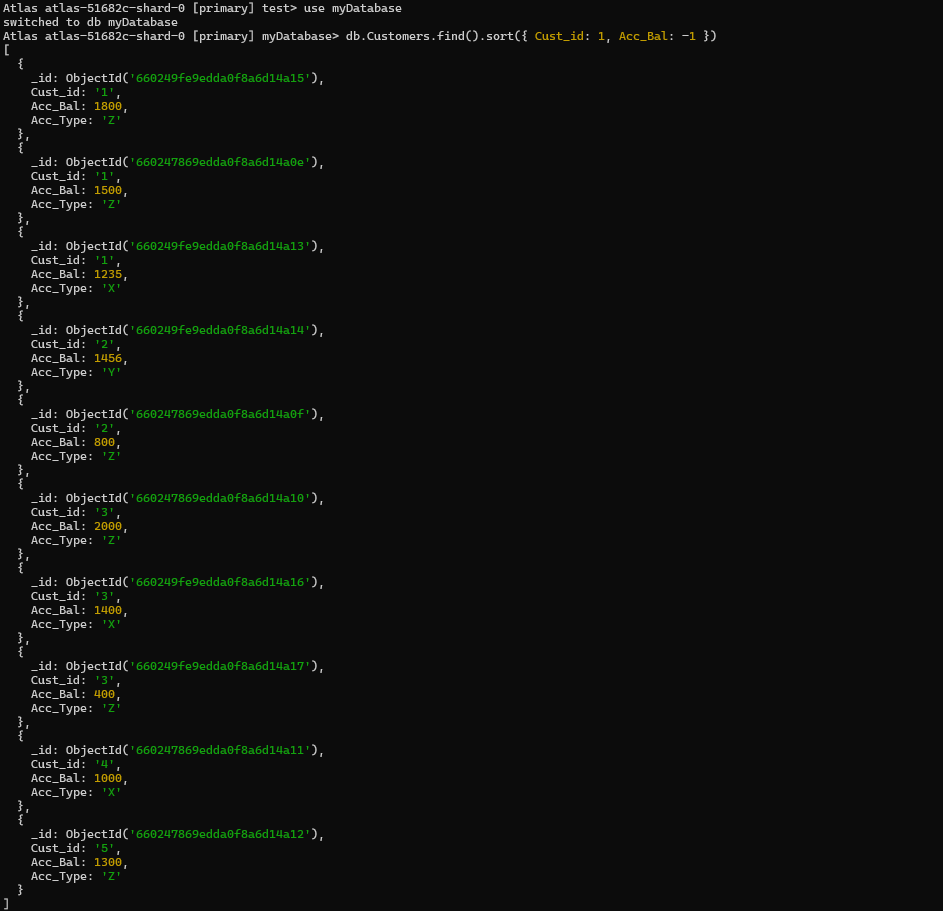 Atlas atlas-51682c-shard-0 [primary] test> use myDatabase
switched to db myDatabase
Atlas atlas-51682c-shard-0 [primary] myDatabase> db.Customers.find().sort({ Cust_id: 1, Acc_Bal: -1 })
[
  {
    _id: ObjectId('660249fe9edda0f8a6d14a15'),
    Cust_id: '1',
    Acc_Bal: 1800,
    Acc_Type: 'Z'
  },
  {
    _id: ObjectId('660247869edda0f8a6d14a0e'),
    Cust_id: '1',
    Acc_Bal: 1500,
    Acc_Type: 'Z'
  },
  {
    _id: ObjectId('660249fe9edda0f8a6d14a13'),
    Cust_id: '1',
    Acc_Bal: 1235,
    Acc_Type: 'X'
  },
  {
    _id: ObjectId('660249fe9edda0f8a6d14a14'),
    Cust_id: '2',
    Acc_Bal: 1456,
    Acc_Type: 'Y'
  },
  {
    _id: ObjectId('660247869edda0f8a6d14a0f'),
    Cust_id: '2',
    Acc_Bal: 800,
    Acc_Type: 'Z'
  },
  {
    _id: ObjectId('660247869edda0f8a6d14a10'),
    Cust_id: '3',
    Acc_Bal: 2000,
    Acc_Type: 'Z'
  },
  {
    _id: ObjectId('660249fe9edda0f8a6d14a16'),
    Cust_id: '3',
    Acc_Bal: 1400,
    Acc_Type: 'X'
  },
  {
    _id: ObjectId('660249fe9edda0f8a6d14a17'),
    Cust_id: '3',
    Acc_Bal: 400,
    Acc_Type: 'Z'
  },
  {
    _id: ObjectId('660247869edda0f8a6d14a11'),
    Cust_id: '4',
    Acc_Bal: 1000,
    Acc_Type: 'X'
  },
  {
    _id: ObjectId('660247869edda0f8a6d14a12'),
    Cust_id: '5',
    Acc_Bal: 1300,
    Acc_Type: 'Z'
  }
]